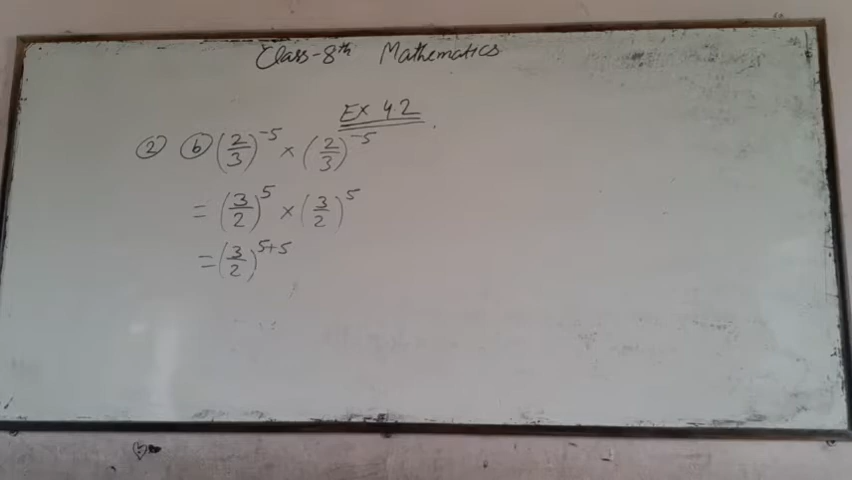 Class-8th Mathematics
Ex 4.2
② ⓑ (2/3)^-5 × (2/3)^-5
= (3/2)^5 × (3/2)^5
= (3/2)^5+5